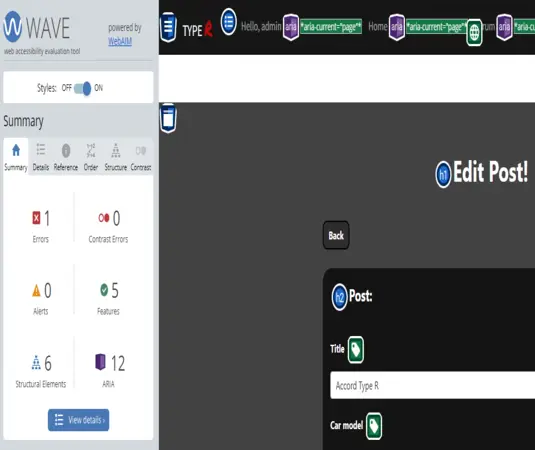 WAVE
web accessibility evaluation tool
powered by
WebAIM
Styles: OFF ON
Summary
Summary Details Reference Order Structure Contrast
1 0
Errors Contrast Errors
0 5
Alerts Features
6 12
Structural Elements ARIA
View details ›
TYPE R Hello, admin aria *aria-current="page"* Home aria *aria-current="page"* rum aria *aria-cu
h1 Edit Post!
Back
h2 Post:
Title
Accord Type R
Car model